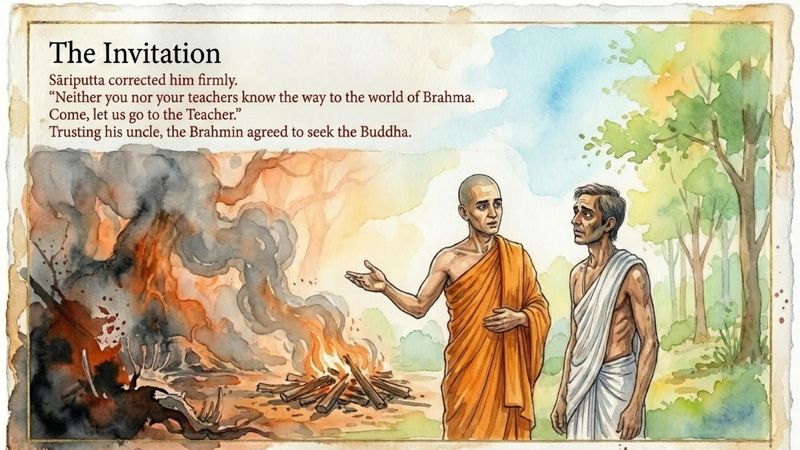 The Invitation
Sāriputta corrected him firmly.
“Neither you nor your teachers know the way to the world of Brahma.
Come, let us go to the Teacher.”
Trusting his uncle, the Brahmin agreed to seek the Buddha.